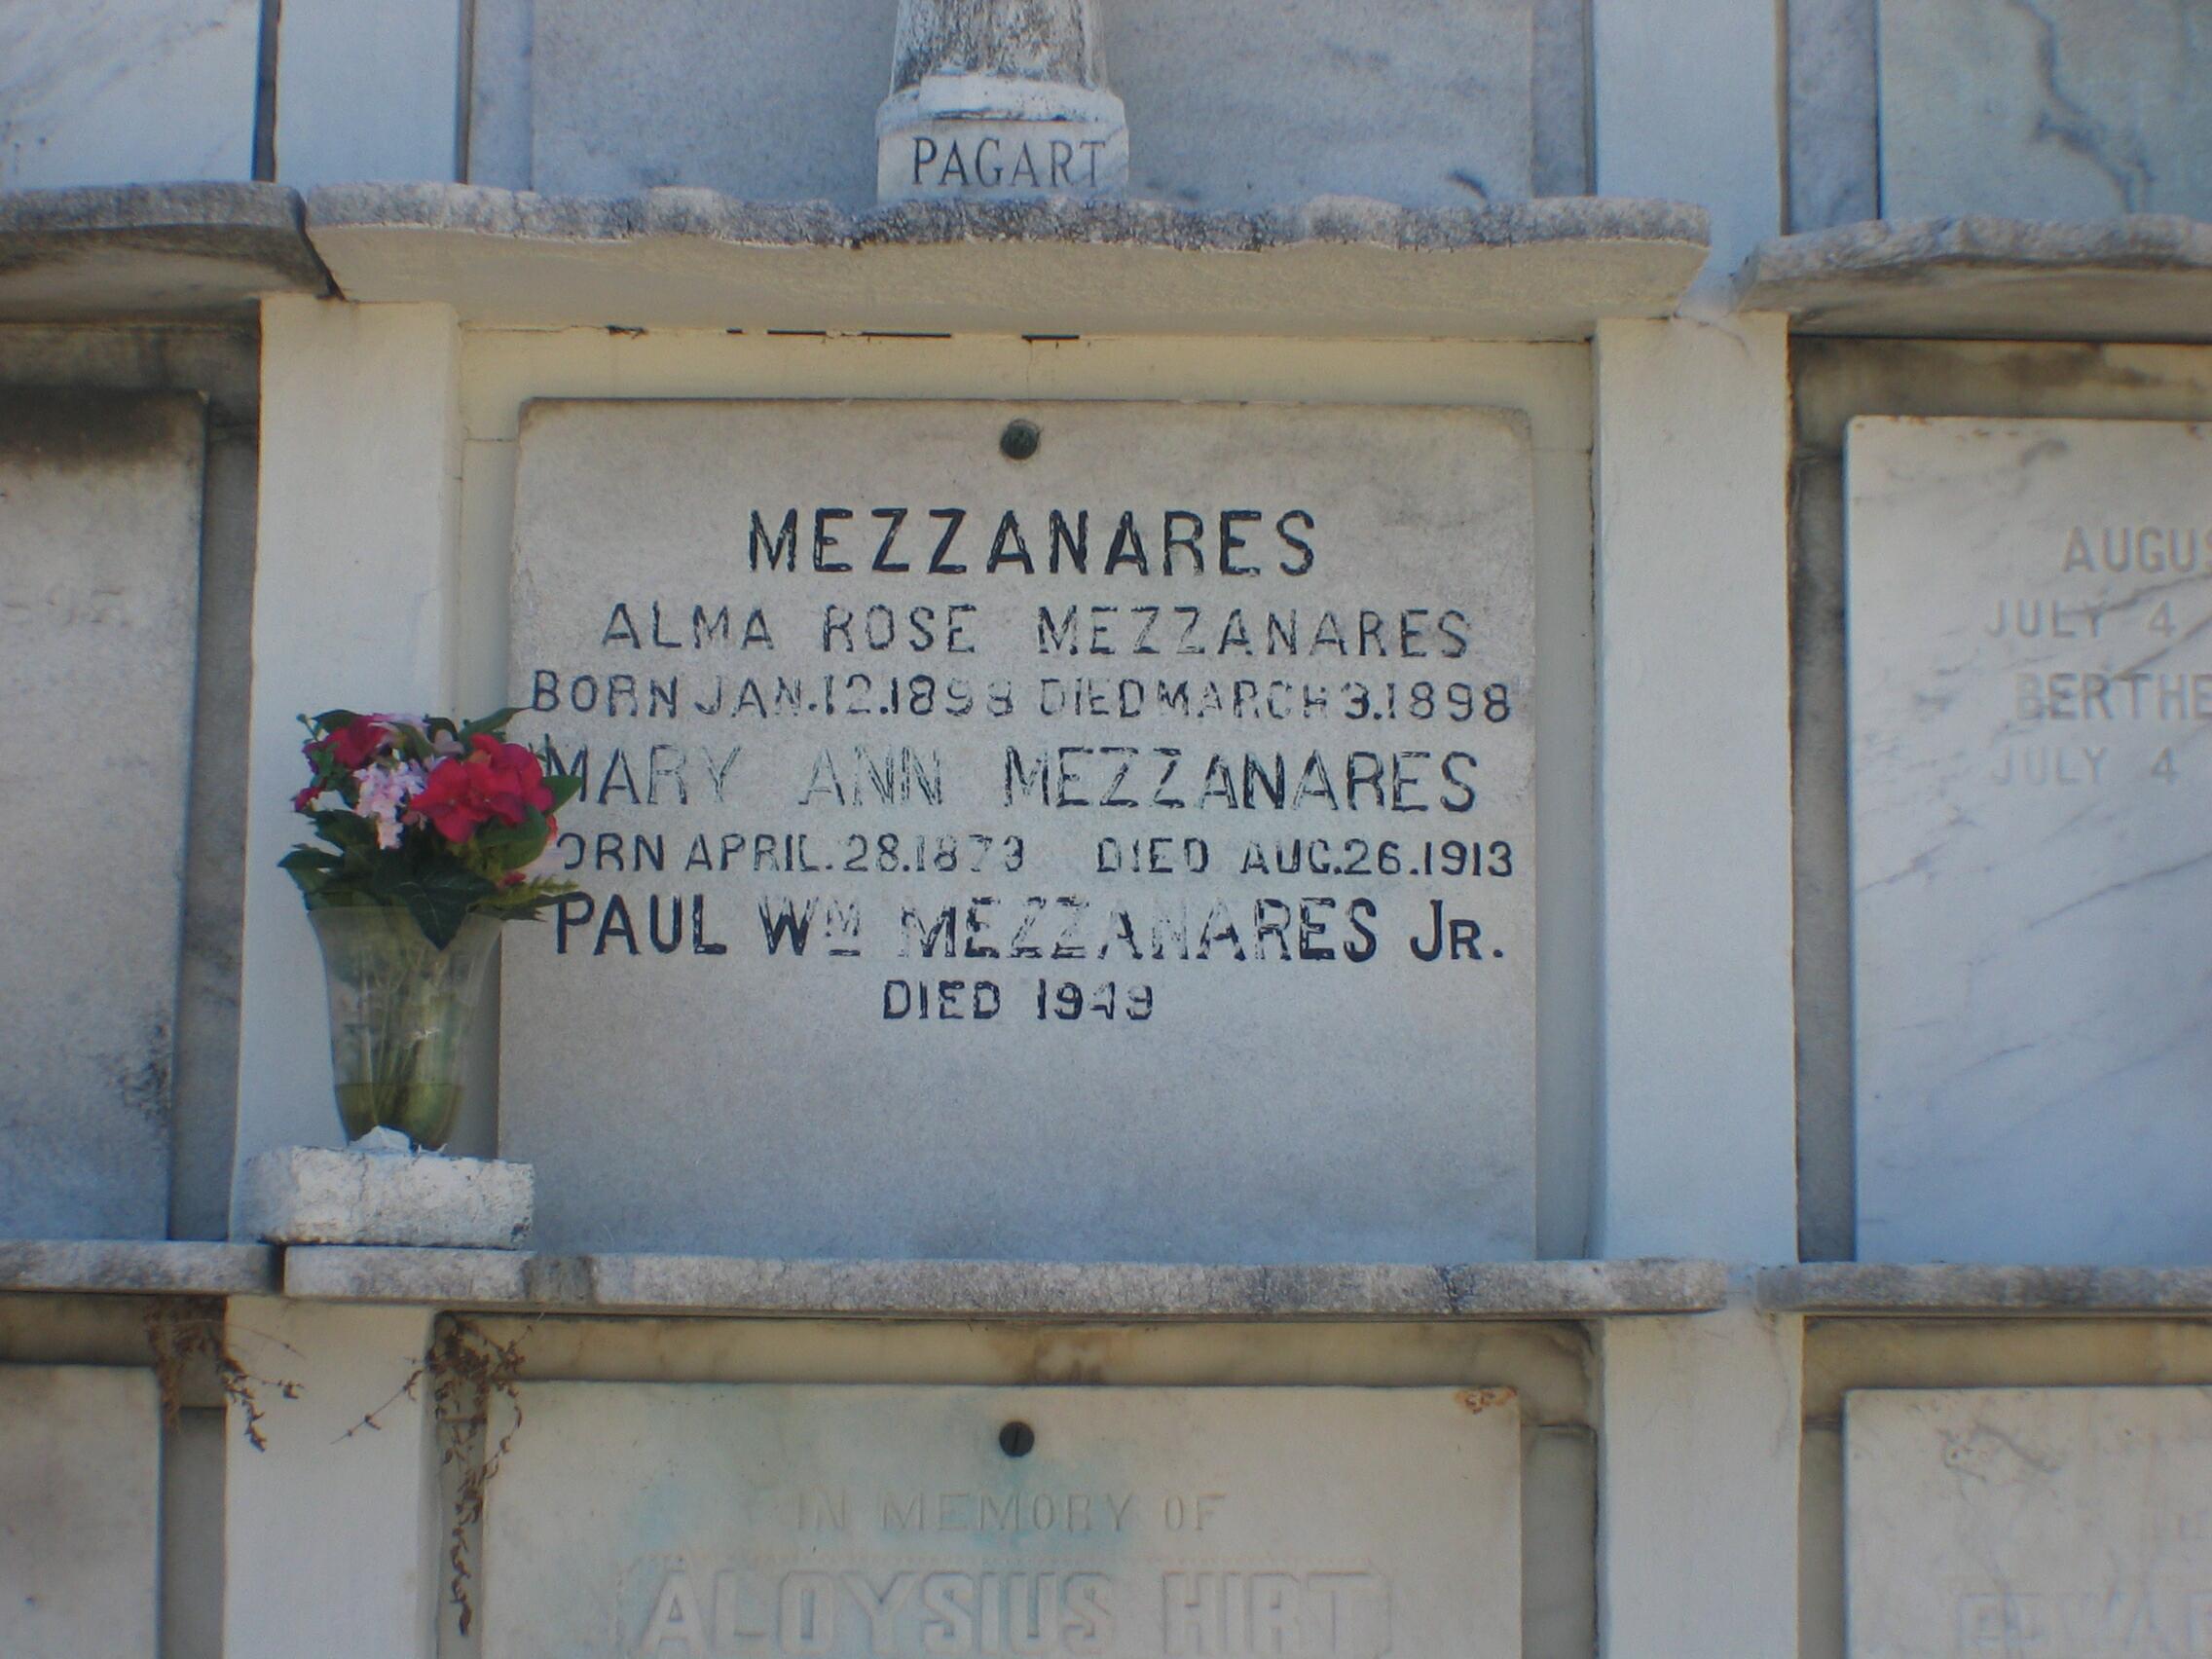 PAGART
MEZZANARES
ALMA ROSE MEZZANARES
BORN JAN.12.1898 DIED MARCH 3.1898
MARY ANN MEZZANARES
ORN APRIL.28.1879 DIED AUG.26.1913
PAUL WM MEZZANARES JR.
DIED 1949
AUGUS
JULY 4
BERTHE
JULY 4
IN MEMORY OF
ALOYSIUS HIRT